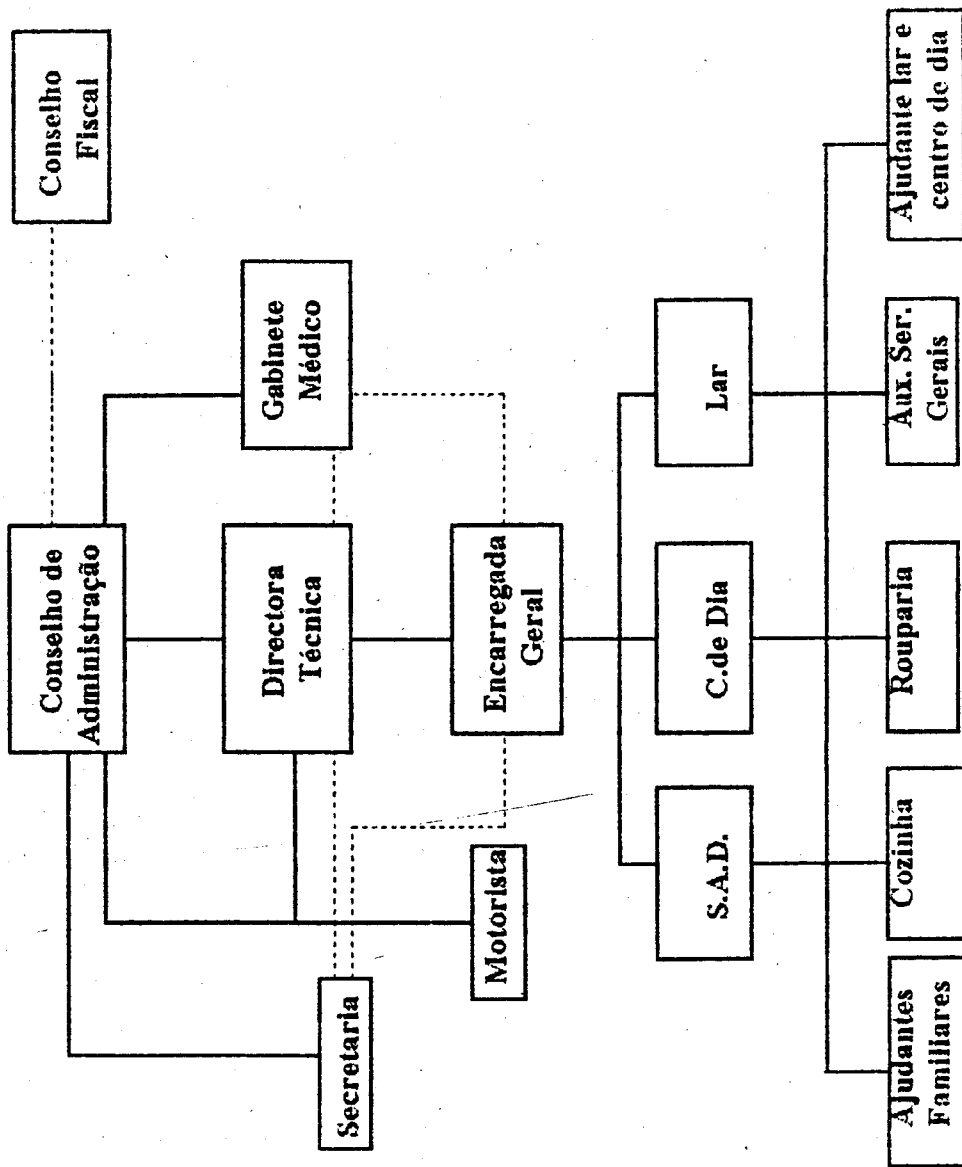 Conselho
Fiscal
Conselho de
Administração
Gabinete
Médico
Directora
Técnica
Secretaria
Motorista
Encarregada
Geral
S.A.D.
C.de Dia
Lar
Ajudantes
Familiares
Cozinha
Rouparia
Aux. Ser.
Gerais
Ajudante lar e
centro de dia